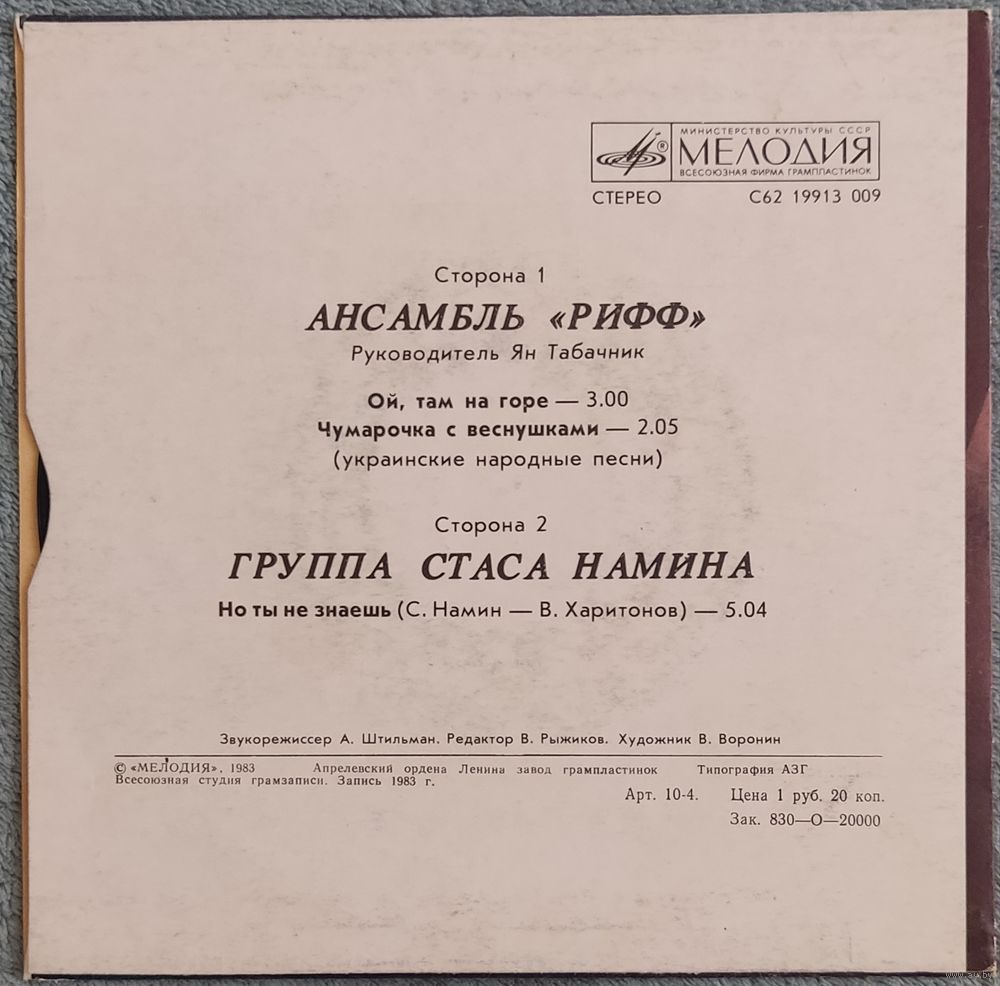 МИНИСТЕРСТВО КУЛЬТУРЫ СССР
МЕЛОДИЯ
ВСЕСОЮЗНАЯ ФИРМА ГРАМПЛАСТИНОК
СТЕРЕО С62 19913 009
Сторона 1
АНСАМБЛЬ «РИФФ»
Руководитель Ян Табачник
Ой, там на горе — 3.00
Чумарочка с веснушками — 2.05
(украинские народные песни)
Сторона 2
ГРУППА СТАСА НАМИНА
Но ты не знаешь (С. Намин — В. Харитонов) — 5.04
Звукорежиссер А. Штильман. Редактор В. Рыжиков. Художник В. Воронин
© «МЕЛОДИЯ», 1983 Апрелевский ордена Ленина завод грампластинок Типография АЗГ
Всесоюзная студия грамзаписи. Запись 1983 г.
Арт. 10-4. Цена 1 руб. 20 коп.
Зак. 830—О—20000
www.ay.by